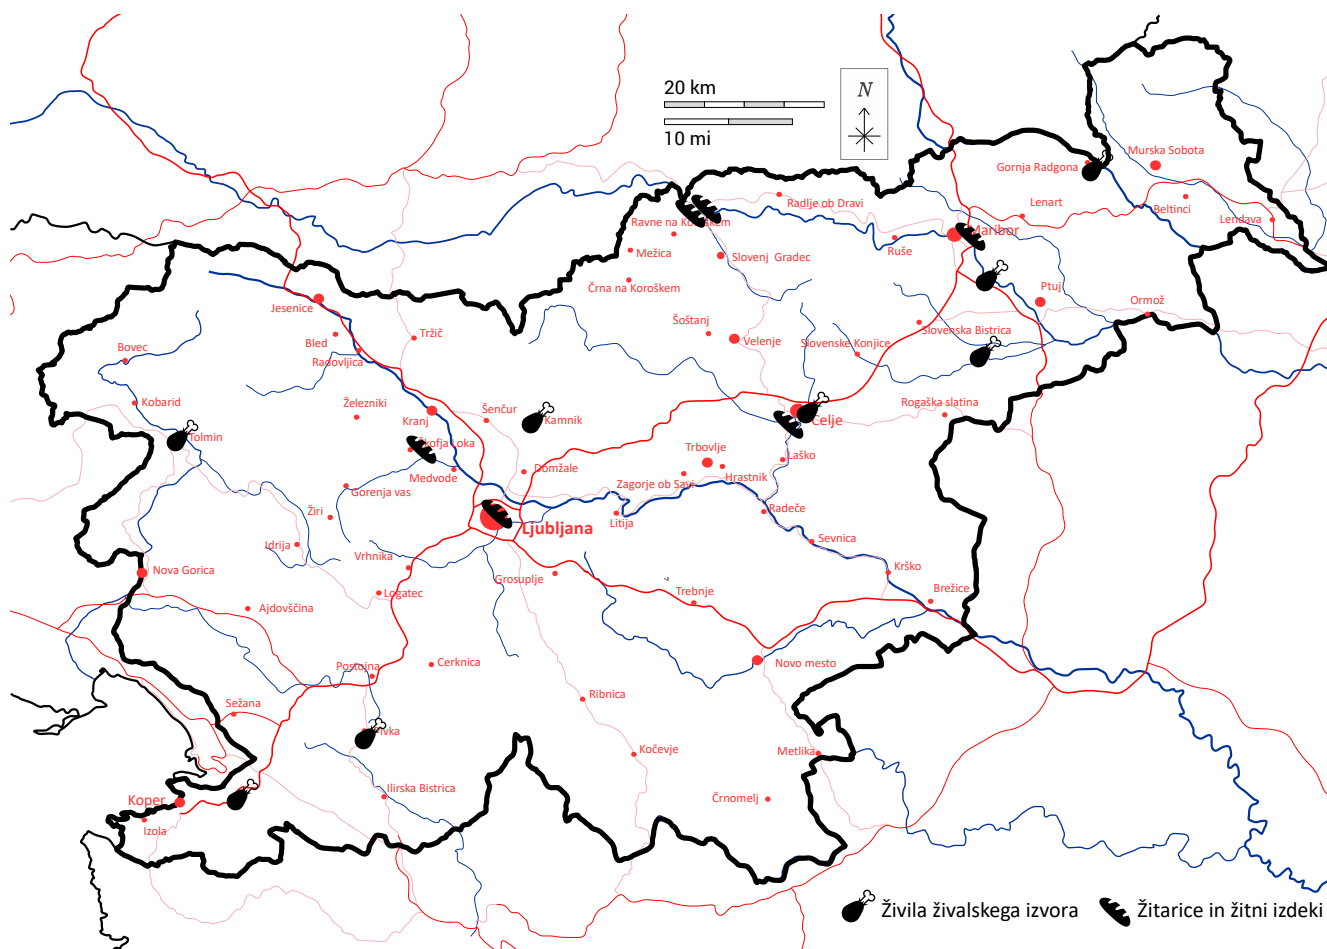 20 km
10 mi
N
Gornja Radgona
Murska Sobota
Radlje ob Dravi
Lenart
Beltinci
Lendava
Ravne na Koroškem
Maribor
Mežica
Slovenj Gradec
Ruše
Črna na Koroškem
Ptuj
Ormož
Jesenice
Šoštanj
Slovenska Bistrica
Bled
Tržič
Velenje
Slovenske Konjice
Bovec
Radovljica
Kobarid
Železniki
Kranj
Šenčur
Kamnik
Celje
Rogaška slatina
Tolmin
Škofja Loka
Trbovlje
Laško
Medvode
Domžale
Hrastnik
Zagorje ob Savi
Gorenja vas
Žiri
Ljubljana
Litija
Radeče
Idrija
Sevnica
Vrhnika
Nova Gorica
Grosuplje
Krško
Logatec
Trebnje
Brežice
Ajdovščina
Postojna
Cerknica
Novo mesto
Sežana
Ribnica
Pivka
Kočevje
Metlika
Koper
Ilirska Bistrica
Črnomelj
Izola
Živila živalskega izvora
Žitarice in žitni izdeki